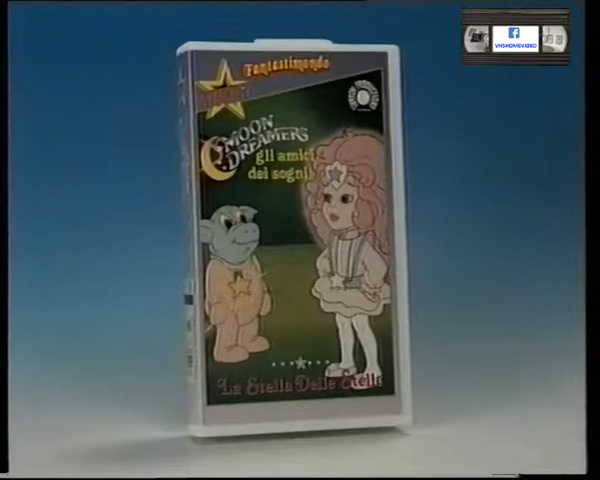 f
VHSHOMEVIDEO
Fantastimondo
MOON
DREAMERS
gli amici
dei sogni
La Stella Delle Stelle